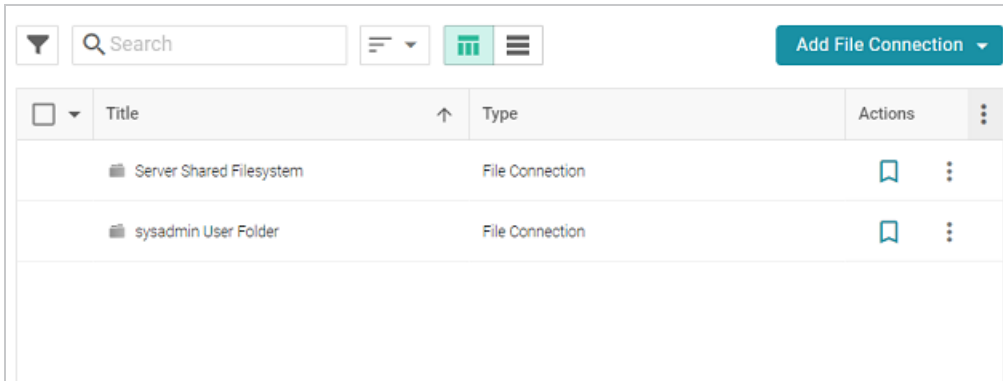 Search
Add File Connection
Title Type Actions
Server Shared Filesystem File Connection
sysadmin User Folder File Connection